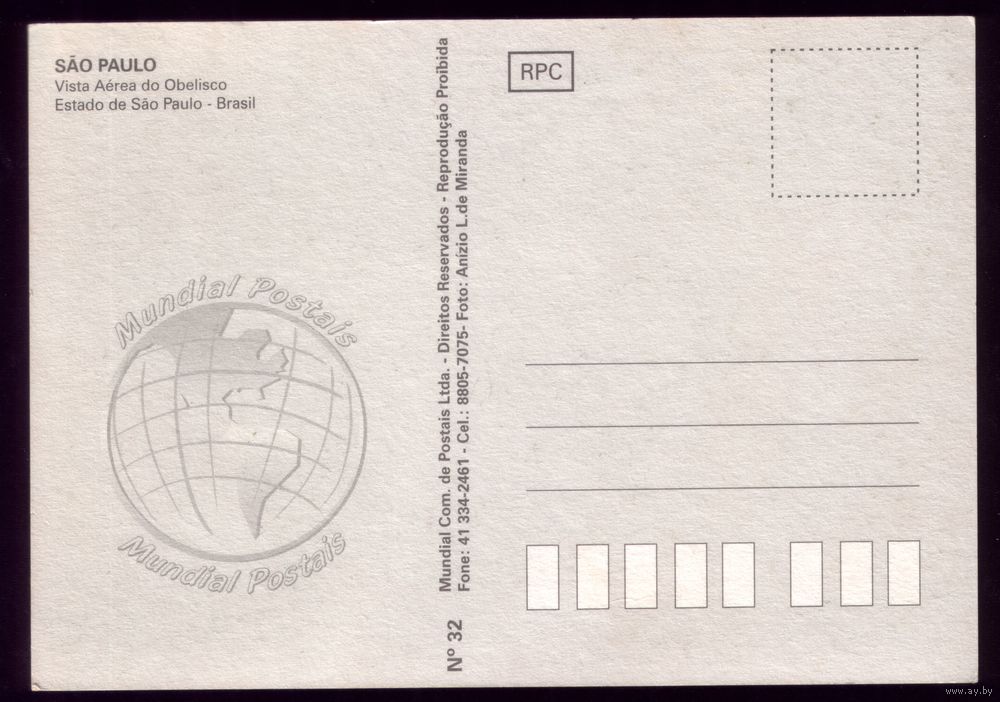 SÃO PAULO
Vista Aérea do Obelisco
Estado de São Paulo - Brasil
Mundial Postais
Mundial Postais
Nº 32
Mundial Com. de Postais Ltda. - Direitos Reservados - Reprodução Proibida
Fone: 41 334-2461 - Cel.: 8805-7075- Foto: Anízio L.de Miranda
RPC
www.ay.by